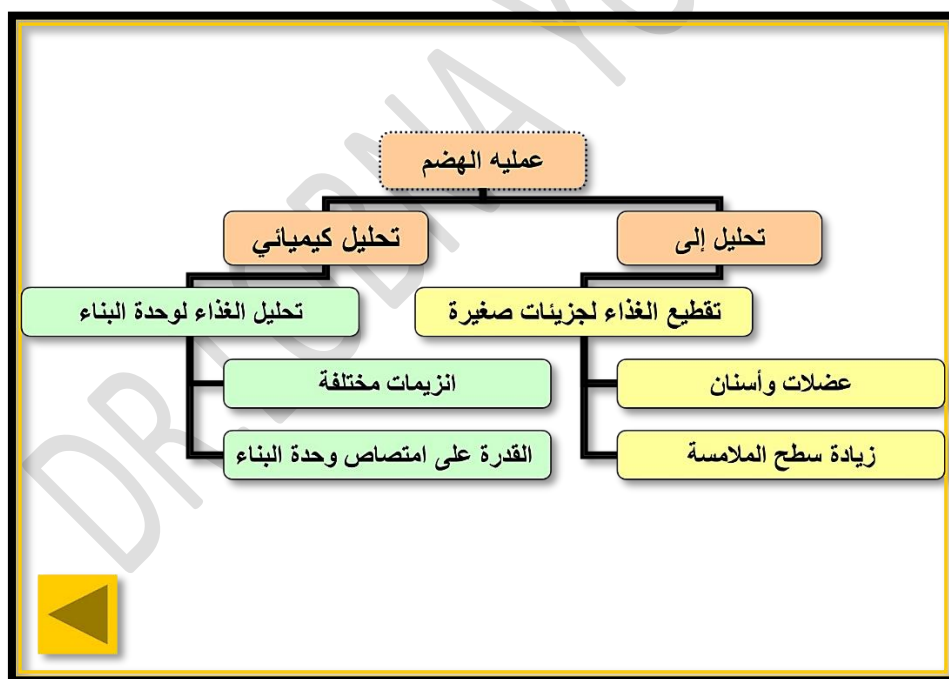 عمليه الهضم
تحليل إلى
تحليل كيميائي
تقطيع الغذاء لجزيئات صغيرة
تحليل الغذاء لوحدة البناء
عضلات وأسنان
انزيمات مختلفة
زيادة سطح الملامسة
القدرة على امتصاص وحدة البناء